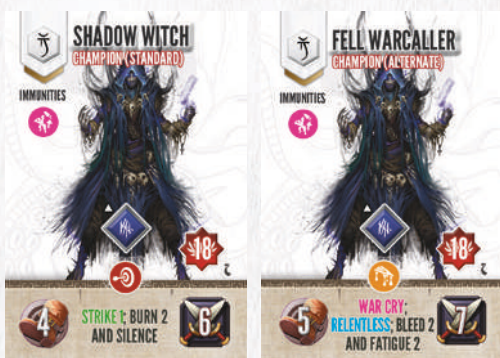 SHADOW WITCH
CHAMPION (STANDARD)
IMMUNITIES
18
4
STRIKE 1; BURN 2
AND SILENCE
6
FELL WARCALLER
CHAMPION (ALTERNATE)
IMMUNITIES
18
5
WAR CRY;
RELENTLESS; BLEED 2
AND FATIGUE 2
7